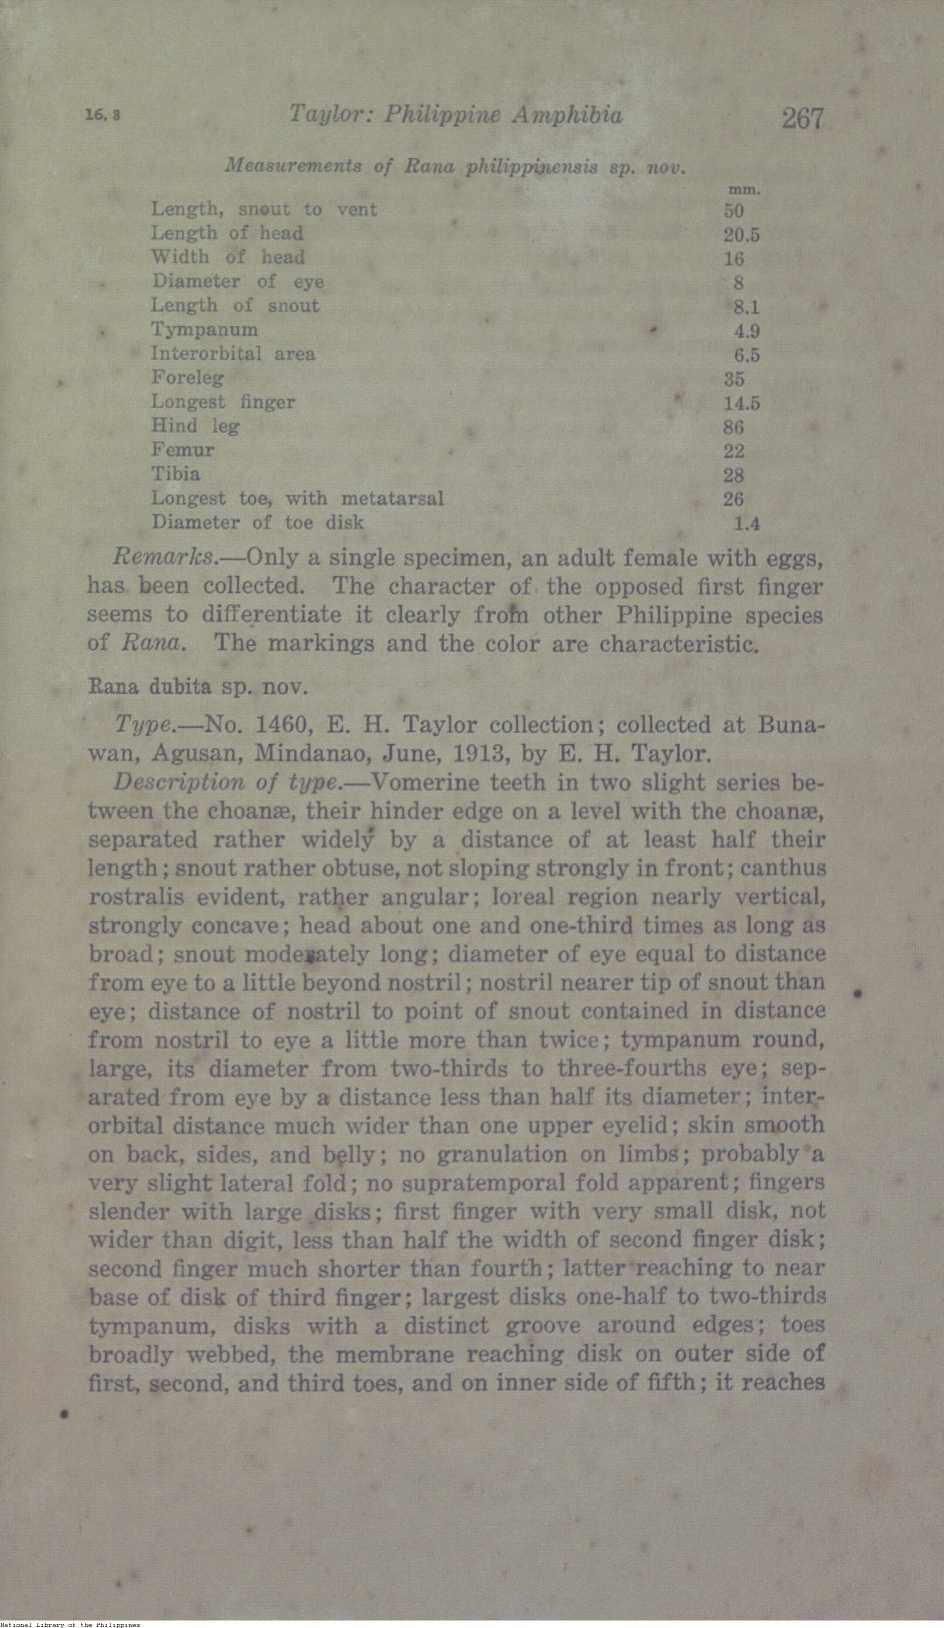 16, 3 Taylor: Philippine Amphibia 267
Measurements of Rana philippinensis sp. nov.
mm.
Length, snout to vent 50
Length of head 20.5
Width of head 16
Diameter of eye 8
Length of snout 8.1
Tympanum 4.9
Interorbital area 6.5
Foreleg 35
Longest finger 14.5
Hind leg 86
Femur 22
Tibia 28
Longest toe, with metatarsal 26
Diameter of toe disk 1.4
Remarks.—Only a single specimen, an adult female with eggs,
has been collected. The character of the opposed first finger
seems to differentiate it clearly from other Philippine species
of Rana. The markings and the color are characteristic.
Rana dubita sp. nov.
Type.—No. 1460, E. H. Taylor collection; collected at Buna-
wan, Agusan, Mindanao, June, 1913, by E. H. Taylor.
Description of type.—Vomerine teeth in two slight series be-
tween the choanæ, their hinder edge on a level with the choanæ,
separated rather widely by a distance of at least half their
length; snout rather obtuse, not sloping strongly in front; canthus
rostralis evident, rather angular; loreal region nearly vertical,
strongly concave; head about one and one-third times as long as
broad; snout moderately long; diameter of eye equal to distance
from eye to a little beyond nostril; nostril nearer tip of snout than
eye; distance of nostril to point of snout contained in distance
from nostril to eye a little more than twice; tympanum round,
large, its diameter from two-thirds to three-fourths eye; sep-
arated from eye by a distance less than half its diameter; inter-
orbital distance much wider than one upper eyelid; skin smooth
on back, sides, and belly; no granulation on limbs; probably a
very slight lateral fold; no supratemporal fold apparent; fingers
slender with large disks; first finger with very small disk, not
wider than digit, less than half the width of second finger disk;
second finger much shorter than fourth; latter reaching to near
base of disk of third finger; largest disks one-half to two-thirds
tympanum, disks with a distinct groove around edges; toes
broadly webbed, the membrane reaching disk on outer side of
first, second, and third toes, and on inner side of fifth; it reaches
National Library of the Philippines